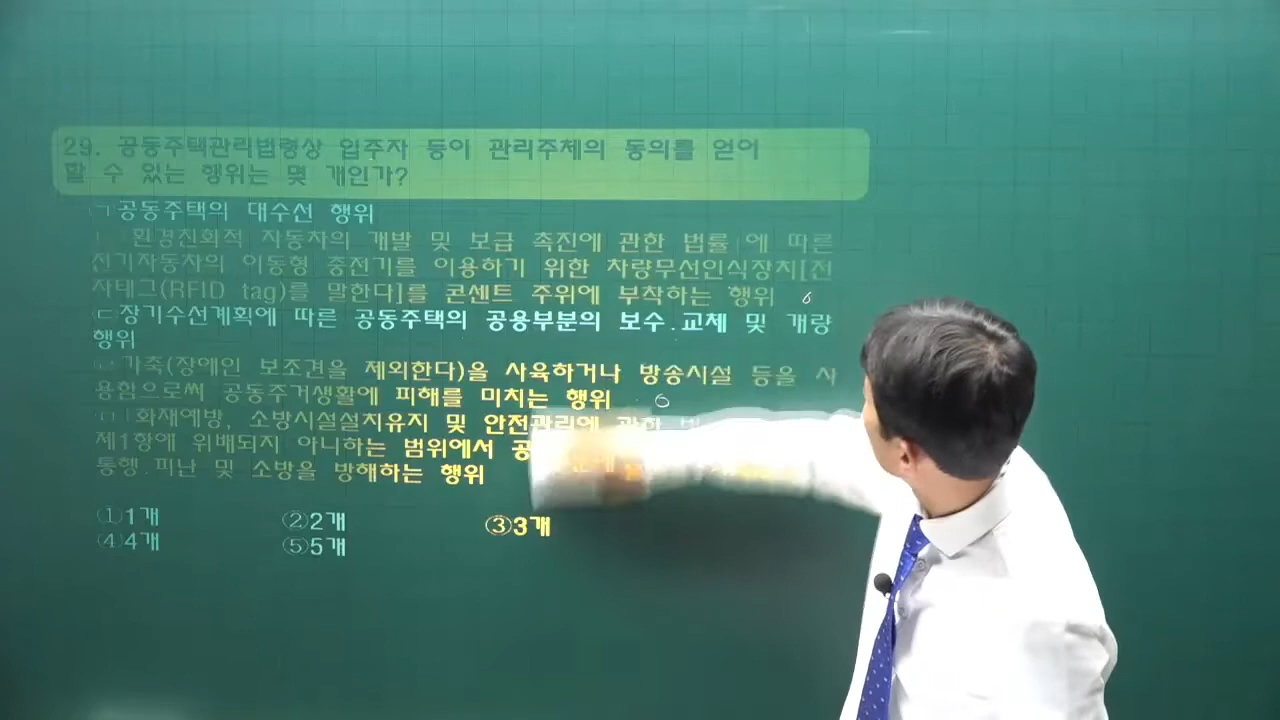 29. 공동주택관리법령상 입주자 등이 관리주체의 동의를 얻어
할 수 있는 행위는 몇 개인가?
ㄱ 공동주택의 대수선 행위
환경친화적 자동차의 개발 및 보급 촉진에 관한 법률 에 따른
전기자동차의 이동형 충전기를 이용하기 위한 차량무선인식장치[전
자태그(RFID tag)를 말한다]를 콘센트 주위에 부착하는 행위
ㄷ 장기수선계획에 따른 공동주택의 공용부분의 보수.교체 및 개량
행위
ㄹ 가축(장애인 보조견을 제외한다)을 사육하거나 방송시설 등을 사
용함으로써 공동주거생활에 피해를 미치는 행위
ㅁ 화재예방, 소방시설설치유지 및 안전관리에 관한
제1항에 위배되지 아니하는 범위에서 공
통행.피난 및 소방을 방해하는 행위
①1개 ②2개 ③3개
④4개 ⑤5개